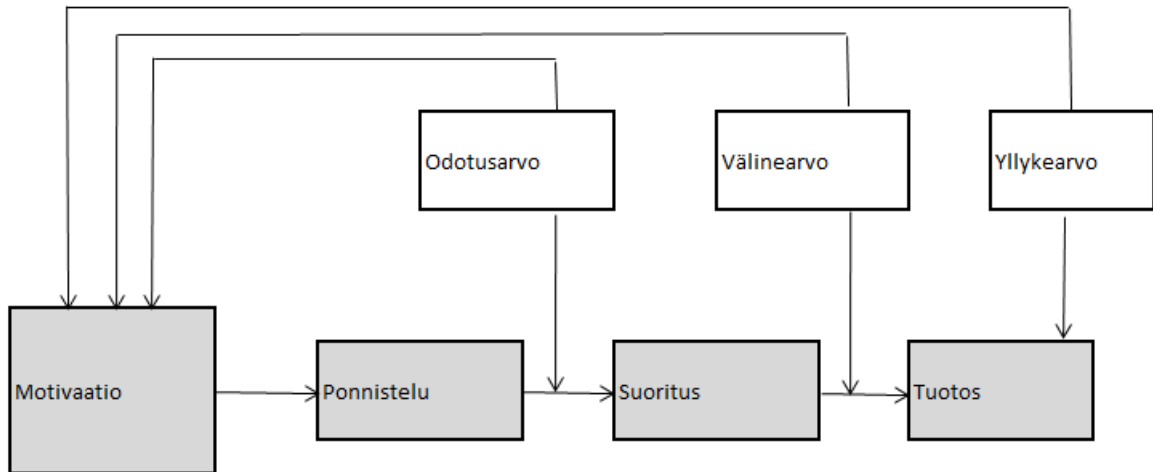 Odotusarvo
Välinearvo
Yllykearvo
Motivaatio
Ponnistelu
Suoritus
Tuotos